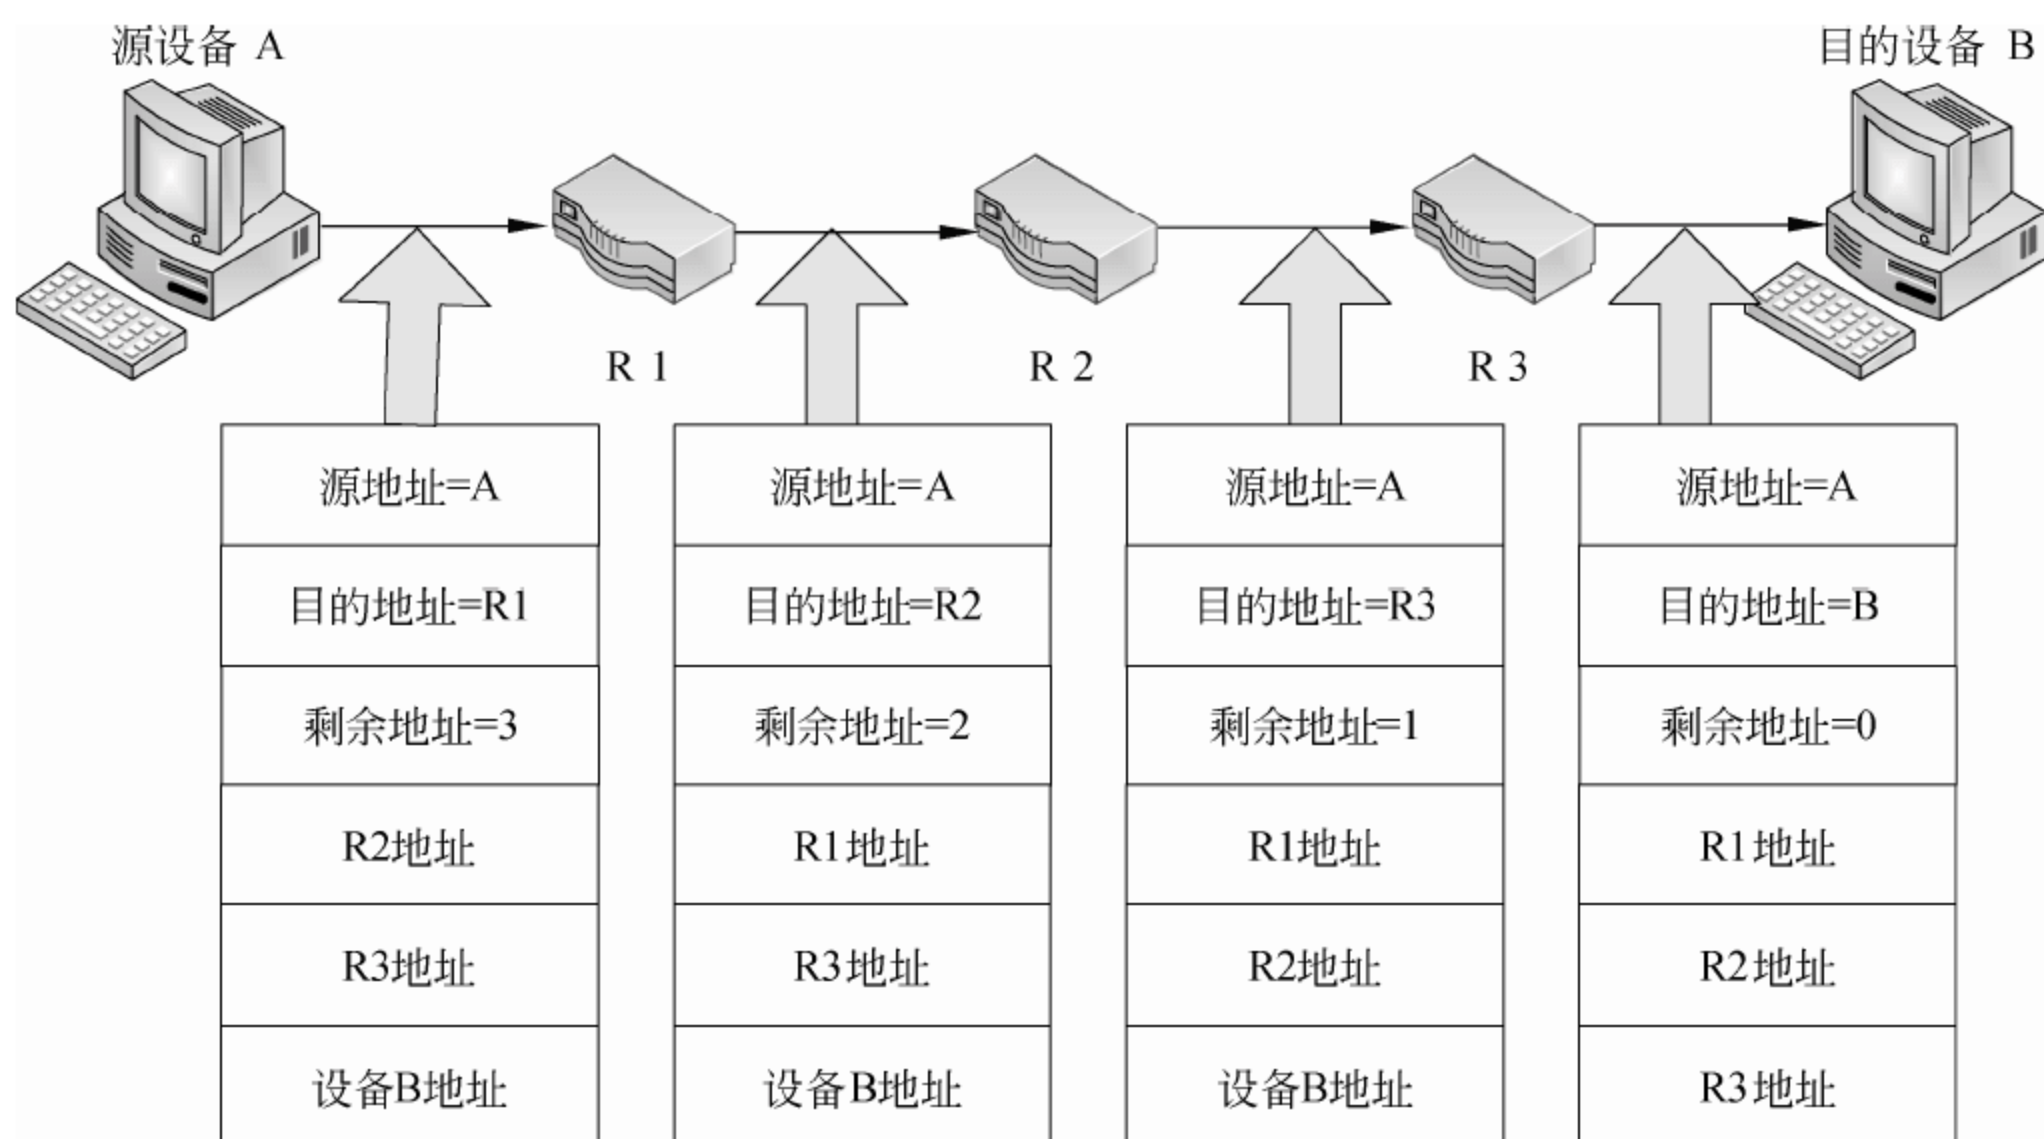 源设备 A
目的设备 B
R 1
R 2
R 3
源地址=A
目的地址=R1
剩余地址=3
R2地址
R3地址
设备B地址
源地址=A
目的地址=R2
剩余地址=2
R1地址
R3地址
设备B地址
源地址=A
目的地址=R3
剩余地址=1
R1地址
R2地址
设备B地址
源地址=A
目的地址=B
剩余地址=0
R1地址
R2地址
R3地址